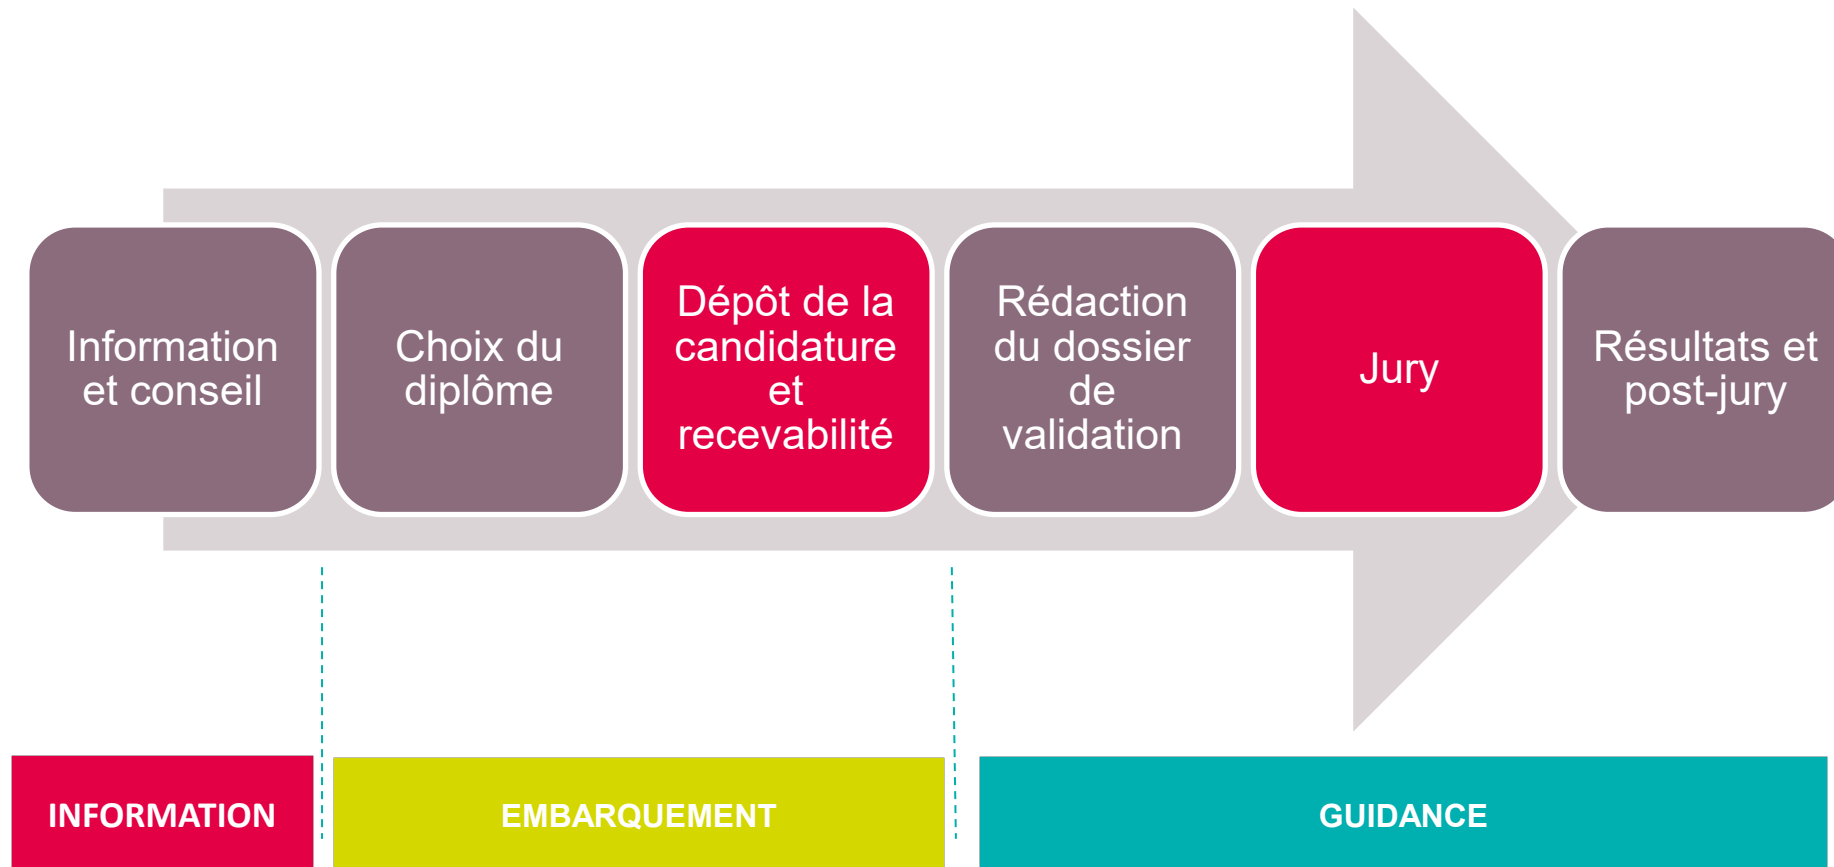 Information
et conseil
Choix du
diplôme
Dépôt de la
candidature
et
recevabilité
Rédaction
du dossier
de
validation
Jury
Résultats et
post-jury
INFORMATION
EMBARQUEMENT
GUIDANCE